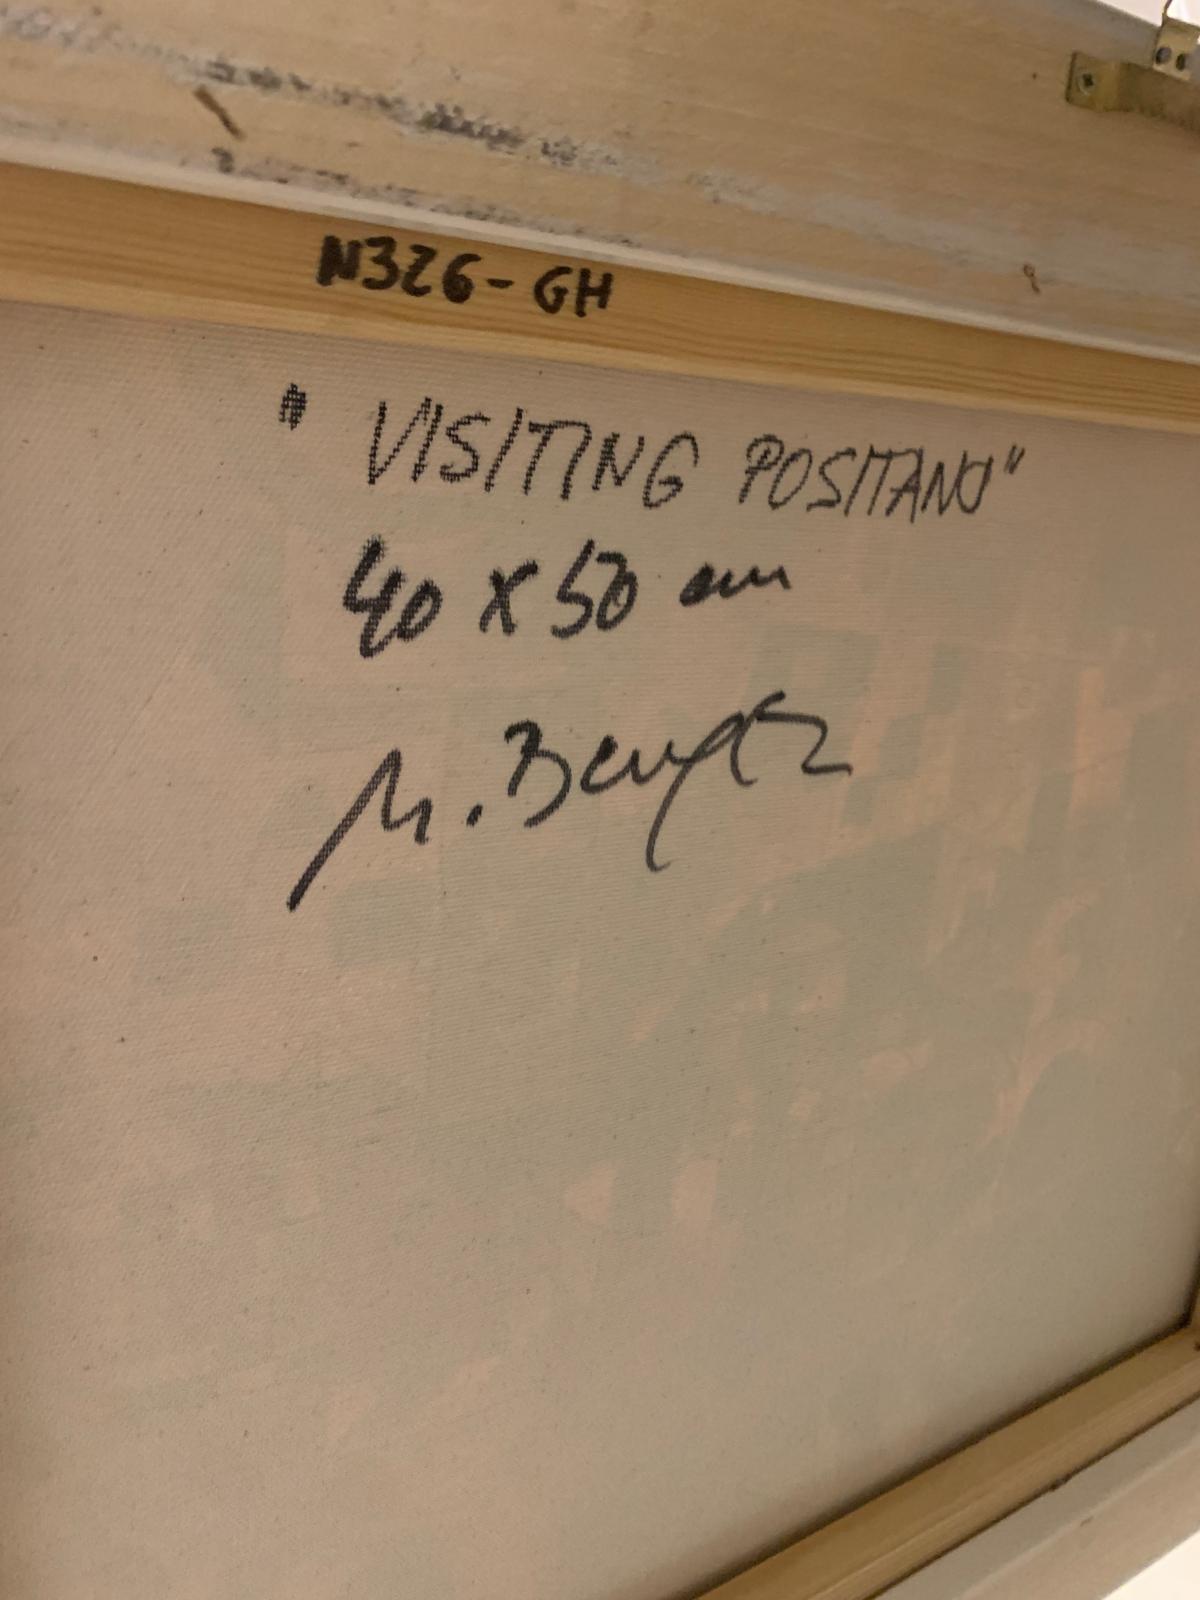 N326-GH
" VISITING POSITANO"
40 x 50 cm
M.